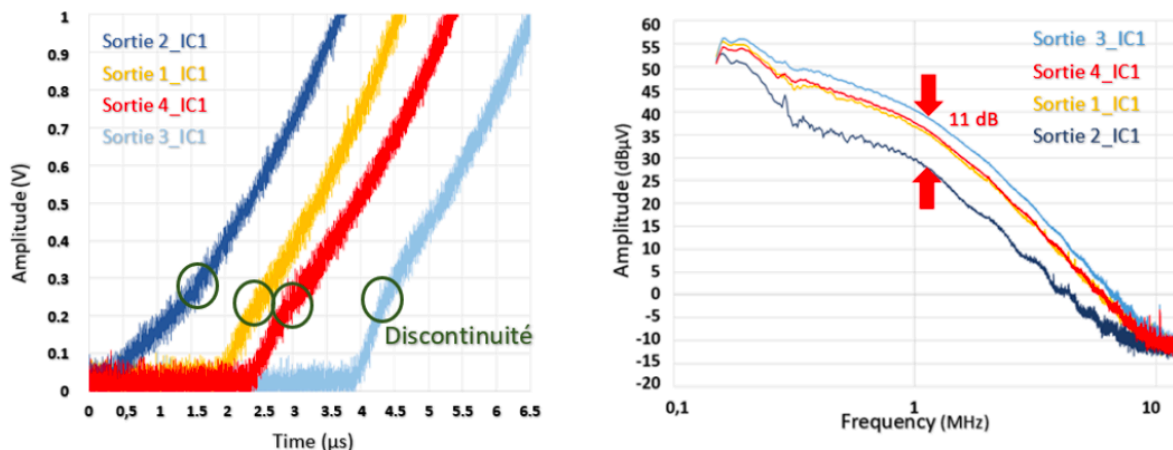 1
0.9
0.8
0.7
0.6
0.5
0.4
0.3
0.2
0.1
0
Amplitude (V)
Sortie 2_IC1
Sortie 1_IC1
Sortie 4_IC1
Sortie 3_IC1
Discontinuité
0 0,5 1 1.5 2 2.5 3 3.5 4 4.5 5 5.5 6 6.5
Time (µs)
60
55
50
45
40
35
30
25
20
15
10
5
0
-5
-10
-15
-20
Amplitude (dBµV)
Sortie 3_IC1
Sortie 4_IC1
Sortie 1_IC1
Sortie 2_IC1
11 dB
0,1 1 10
Frequency (MHz)